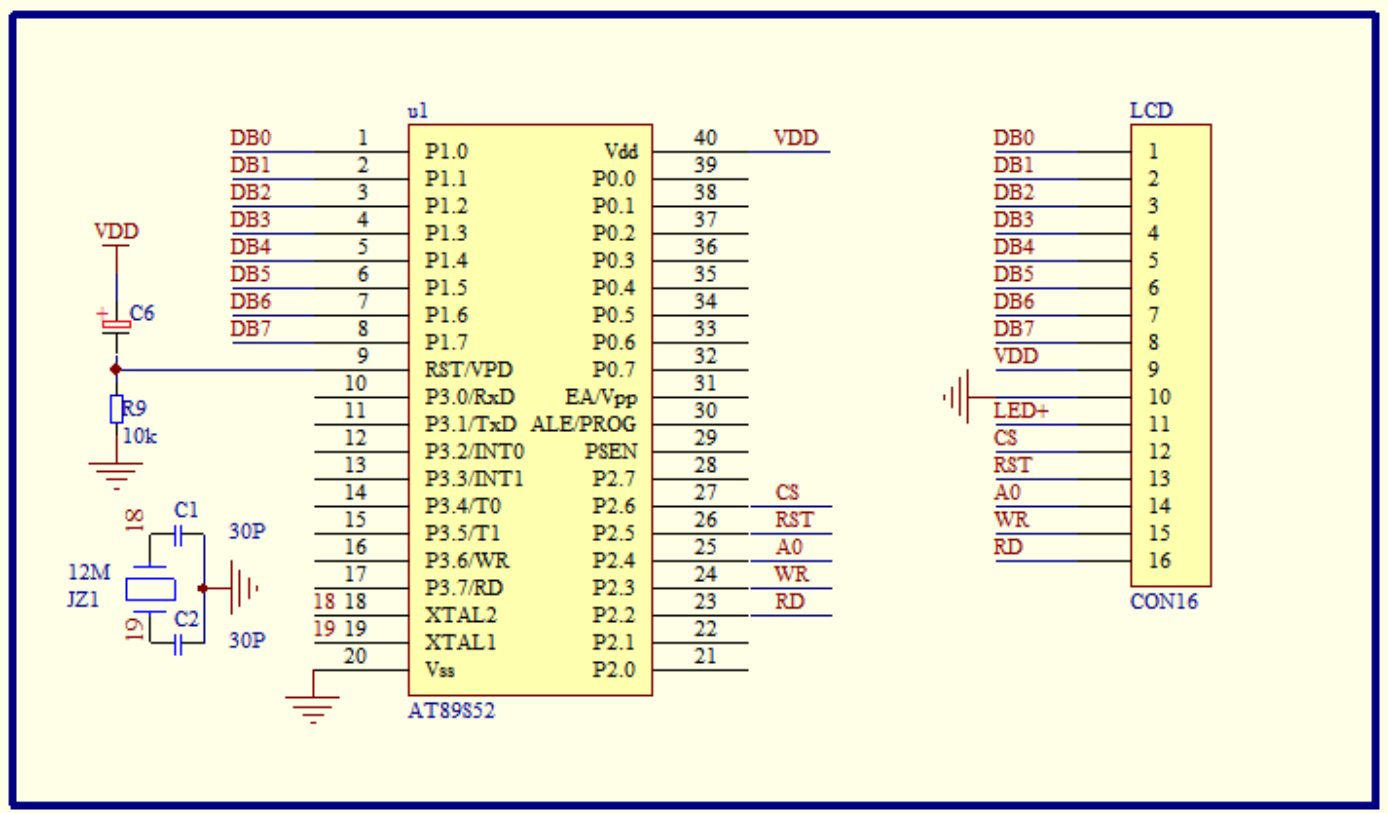 u1
LCD
DB0 1 P1.0 Vdd 40 VDD
DB1 2 P1.1 P0.0 39
DB2 3 P1.2 P0.1 38
DB3 4 P1.3 P0.2 37
DB4 5 P1.4 P0.3 36
DB5 6 P1.5 P0.4 35
DB6 7 P1.6 P0.5 34
DB7 8 P1.7 P0.6 33
9 RST/VPD P0.7 32
10 P3.0/RxD EA/Vpp 31
11 P3.1/TxD ALE/PROG 30
12 P3.2/INT0 PSEN 29
13 P3.3/INT1 P2.7 28
14 P3.4/T0 P2.6 27 CS
15 P3.5/T1 P2.5 26 RST
16 P3.6/WR P2.4 25 A0
17 P3.7/RD P2.3 24 WR
18 18 XTAL2 P2.2 23 RD
19 19 XTAL1 P2.1 22
20 Vss P2.0 21
AT89S52
VDD
+ C6
R9
10k
18 C1 30P
12M
JZ1
19 C2 30P
DB0 1
DB1 2
DB2 3
DB3 4
DB4 5
DB5 6
DB6 7
DB7 8
VDD 9
10
LED+ 11
CS 12
RST 13
A0 14
WR 15
RD 16
CON16